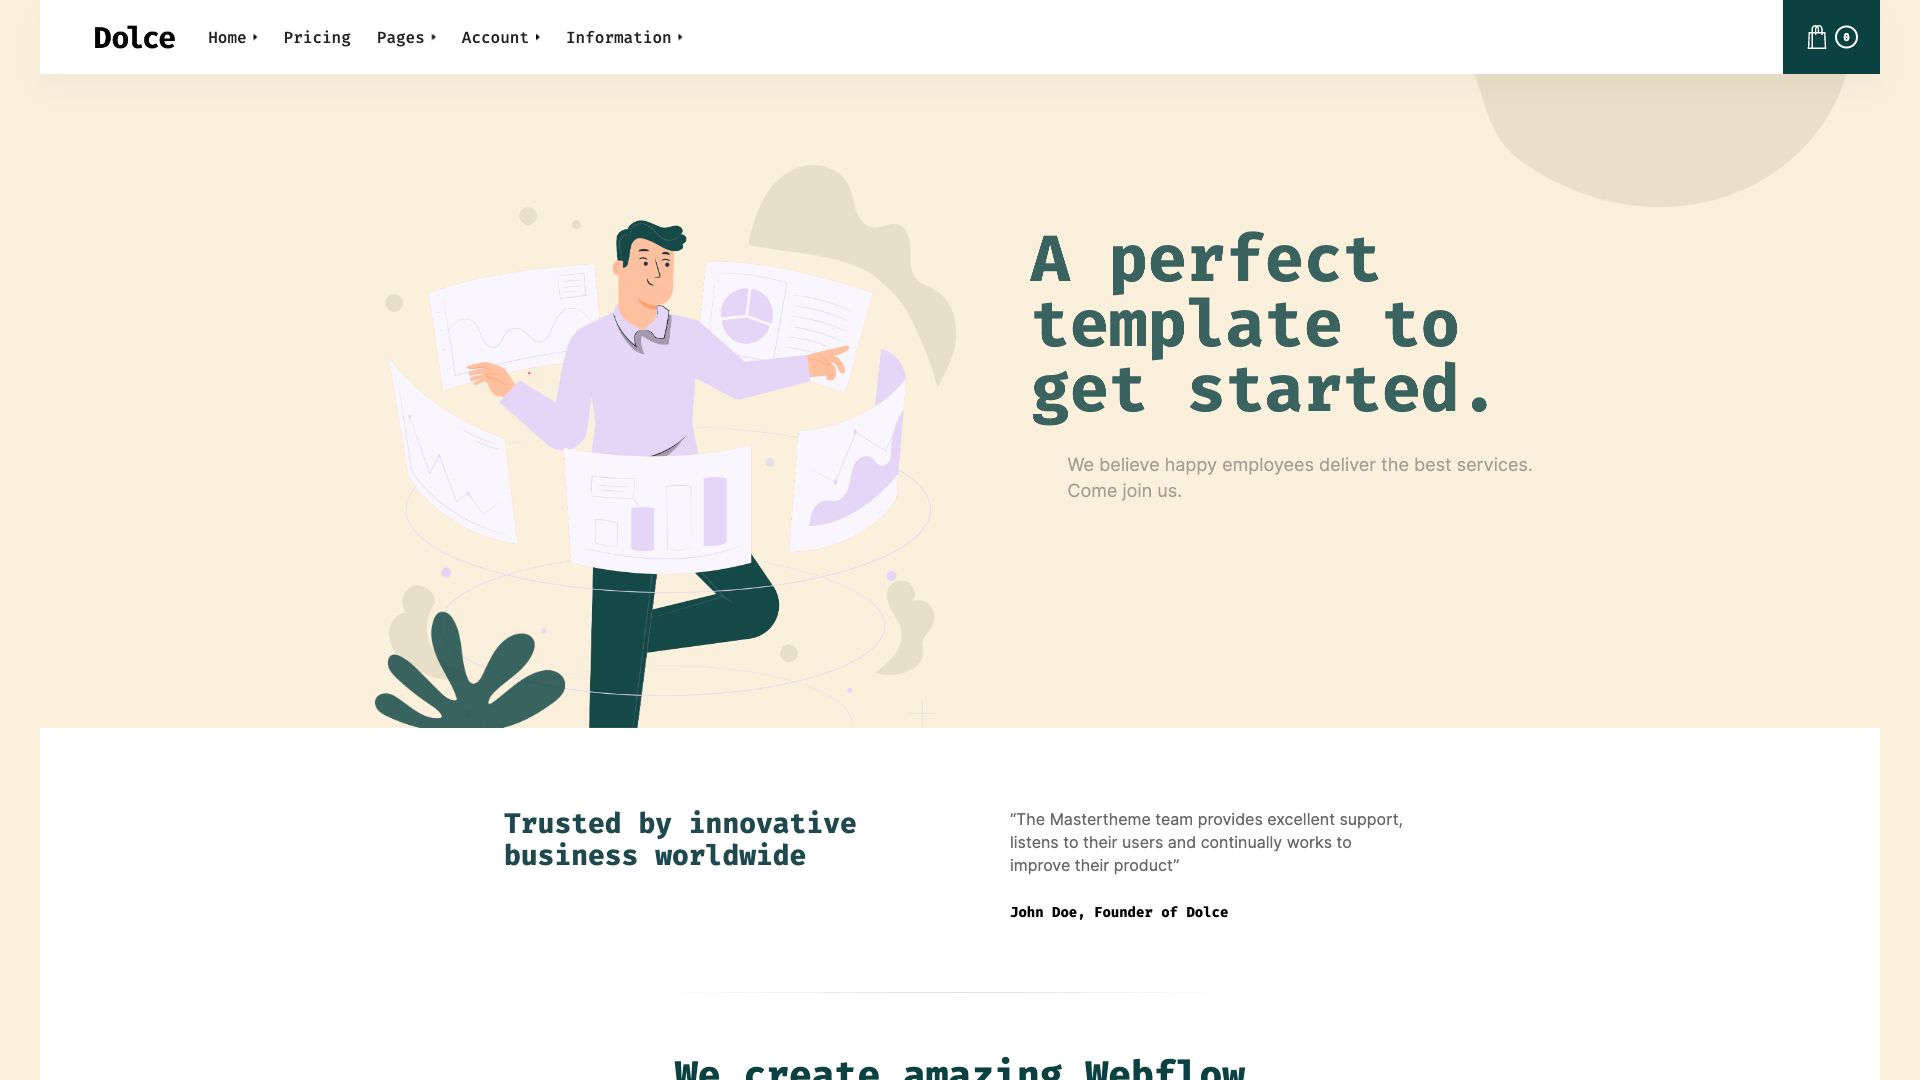 Dolce
Home
Pricing
Pages
Account
Information
0
A perfect
template to
get started.
We believe happy employees deliver the best services.
Come join us.
Trusted by innovative
business worldwide
“The Mastertheme team provides excellent support,
listens to their users and continually works to
improve their product”
John Doe, Founder of Dolce
We create amazing Webflow